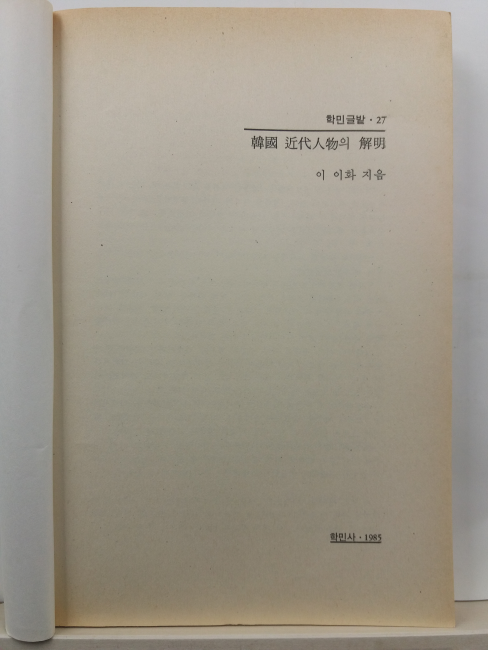 학민글발·27
韓國 近代人物의 解明
이 이화 지음
학민사·1985